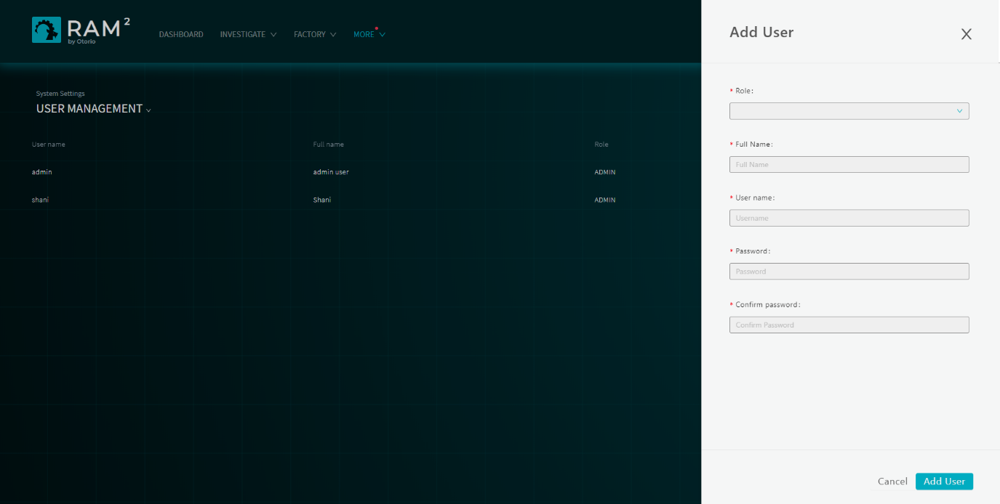 RAM²
by Otorio
DASHBOARD INVESTIGATE FACTORY MORE
System Settings
USER MANAGEMENT
User name Full name Role
admin admin user ADMIN
shani Shani ADMIN
Add User
* Role:
* Full Name:
Full Name
* User name:
Username
* Password:
Password
* Confirm password:
Confirm Password
Cancel Add User